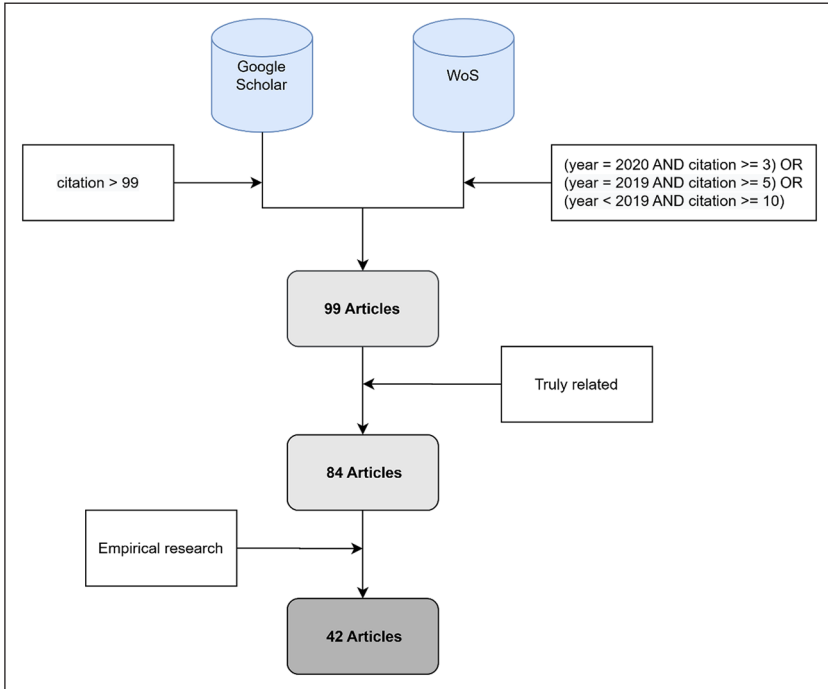 Google
Scholar
WoS
citation > 99
(year = 2020 AND citation >= 3) OR
(year = 2019 AND citation >= 5) OR
(year < 2019 AND citation >= 10)
99 Articles
Truly related
84 Articles
Empirical research
42 Articles